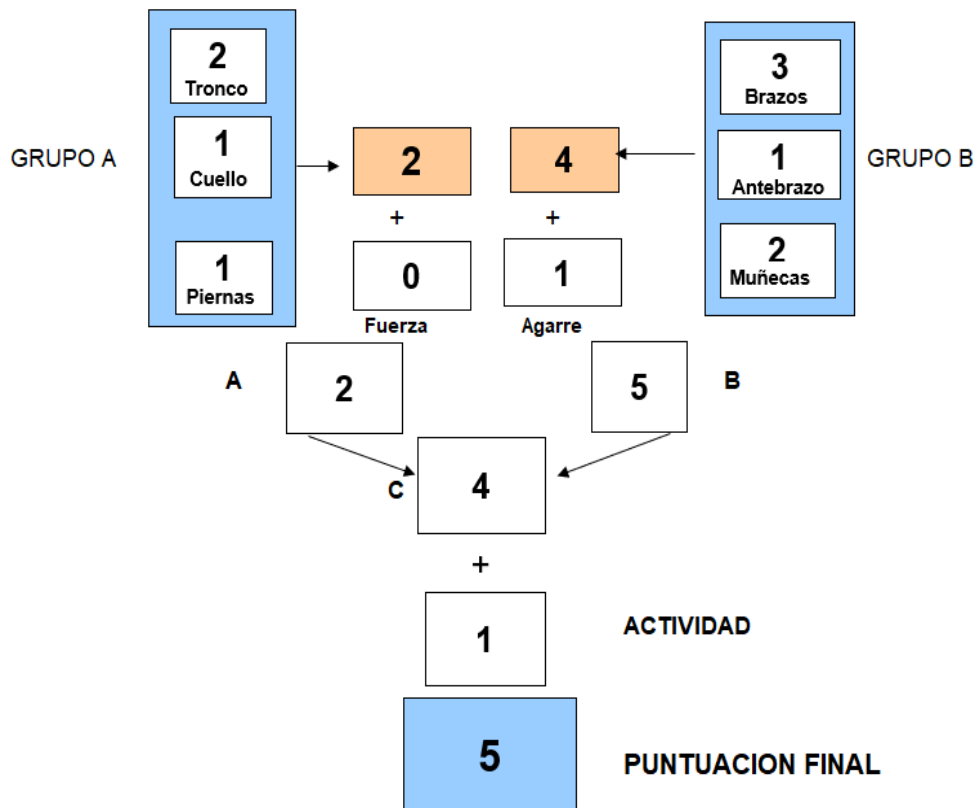 2
Tronco
3
Brazos
GRUPO A
1
Cuello
2
4
1
Antebrazo
GRUPO B
+
+
1
Piernas
0
Fuerza
1
Agarre
2
Muñecas
A
2
5
B
C
4
+
1
ACTIVIDAD
5
PUNTUACION FINAL